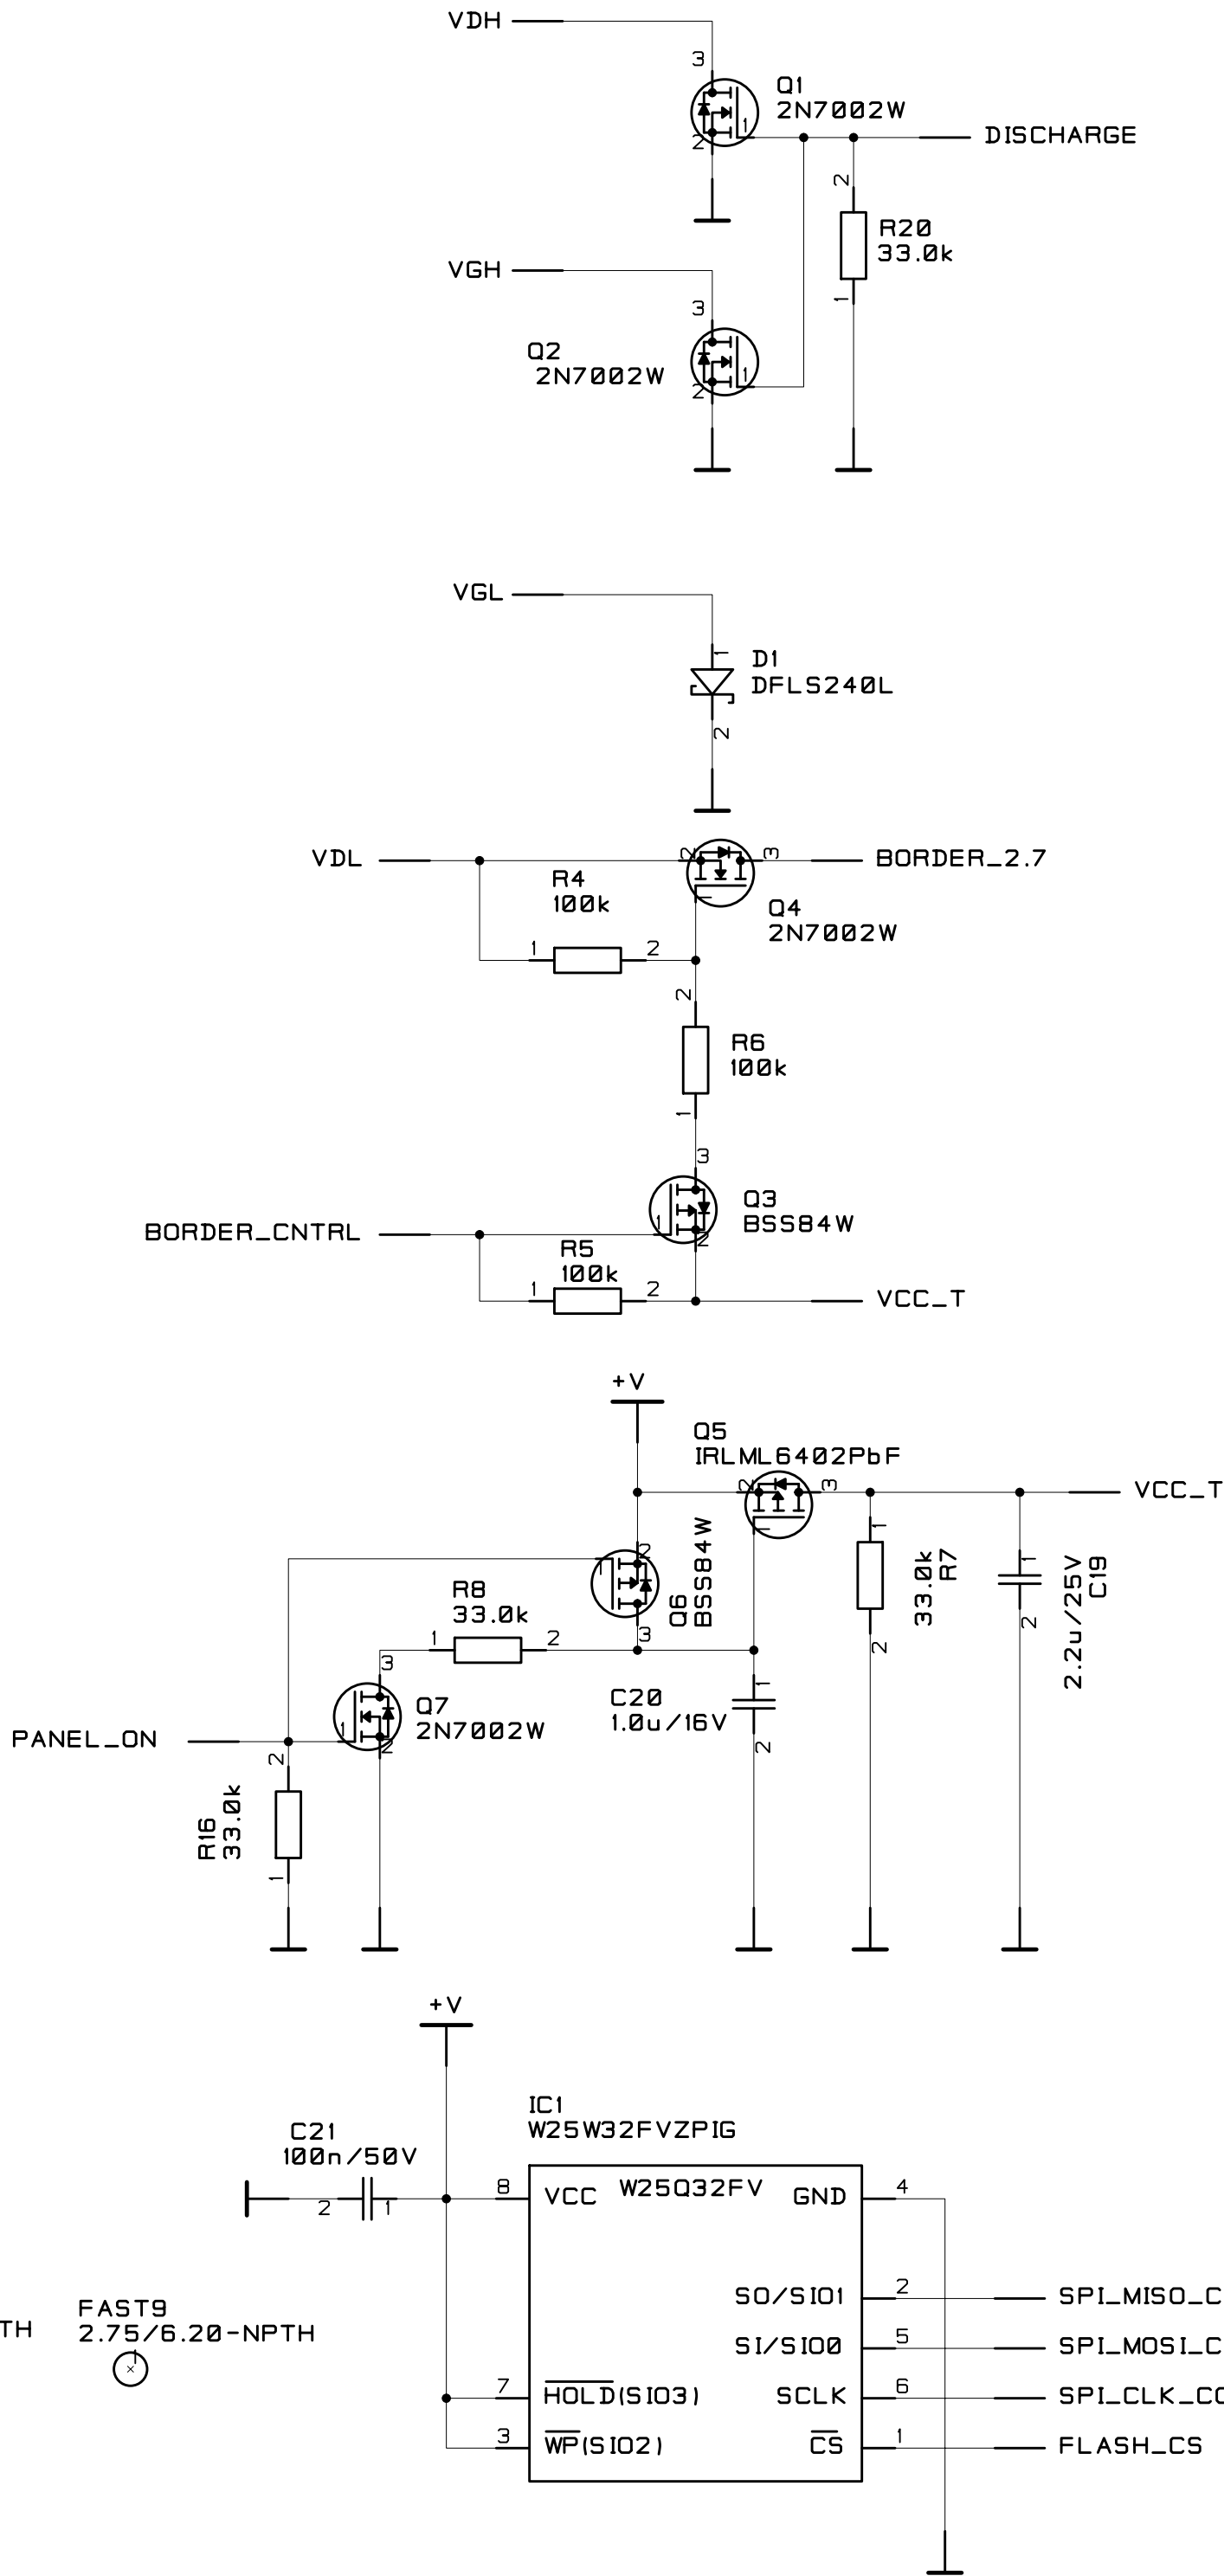 VDH
3
Q1
2N7002W
1
2
DISCHARGE
2
R20
33.0k
1
VGH
3
Q2
2N7002W
1
2
VGL
1
D1
DFLS240L
2
VDL
2
3
BORDER_2.7
R4
100k
1
Q4
2N7002W
1
2
2
R6
100k
1
3
Q3
BSS84W
BORDER_CNTRL
1
2
R5
100k
1
2
VCC_T
+V
Q5
IRLML6402PbF
2
3
VCC_T
1
1
2
Q6
BSS84W
3
1
33.0k
R7
2
1
2.2u/25V
C19
2
R8
33.0k
1
2
3
Q7
2N7002W
1
2
C20
1.0u/16V
1
2
PANEL_ON
2
R16
33.0k
1
+V
IC1
W25W32FVZPIG
C21
100n/50V
2
1
8
VCC
W25Q32FV
GND
4
SO/SIO1
2
SPI_MISO_C
SI/SIO0
5
SPI_MOSI_C
7
HOLD(SIO3)
SCLK
6
SPI_CLK_CO
3
WP(SIO2)
CS
1
FLASH_CS
TH
FAST9
2.75/6.20-NPTH
1